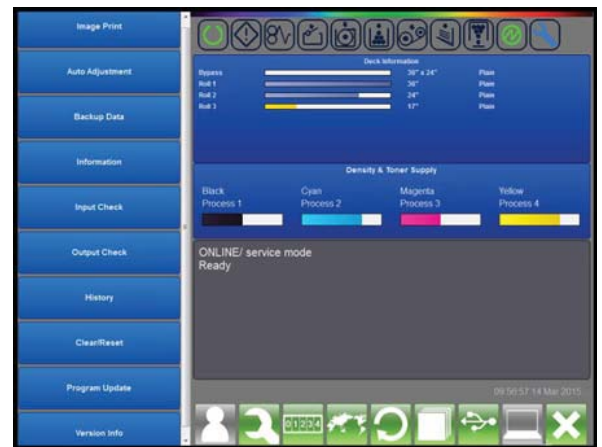 Image Print
Auto Adjustment
Backup Data
Information
Input Check
Output Check
History
Clear/Reset
Program Update
Version Info
Deck Information
Bypass 36" x 24" Plain
Roll 1 36" Plain
Roll 2 24" Plain
Roll 3 17" Plain
Density & Toner Supply
Black Cyan Magenta Yellow
Process 1 Process 2 Process 3 Process 4
ONLINE/ service mode
Ready
09:56:57 14 Mar 2015
01234